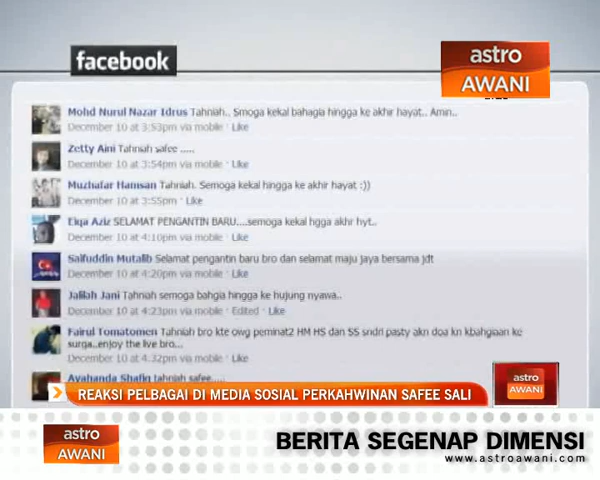 facebook
astro
AWANI
Mohd Nurul Nazar Idrus Tahniah.. Smoga kekal bahagia hingga ke akhir hayat.. Amin..
December 10 at 3:53pm via mobile · Like
Zetty Aini Tahniah safee .....
December 10 at 3:54pm via mobile · Like
Muzhafar Hamsan Tahniah. Semoga kekal hingga ke akhir hayat :))
December 10 at 3:55pm · Like
Eiqa Aziz SELAMAT PENGANTIN BARU....semoga kekal hgga akhr hyt..
December 10 at 4:10pm via mobile · Like
Saifuddin Mutalib Selamat pengantin baru bro dan selamat maju jaya bersama jdt
December 10 at 4:20pm via mobile · Like
Jalilah Jani Tahniah semoga bahgia hingga ke hujung nyawa..
December 10 at 4:23pm via mobile · Edited · Like
Fairul Tomatomen Tahniah bro kte owg peminat2 HM HS dan SS sndri pasty akn doa kn kbahgiaan ke
surga..enjoy the live bro...
December 10 at 4:32pm via mobile · Like
Ayahanda Shafiq tahniah safee.....
REAKSI PELBAGAI DI MEDIA SOSIAL PERKAHWINAN SAFEE SALI
astro
AWANI
astro
AWANI
BERITA SEGENAP DIMENSI
www.astroawani.com